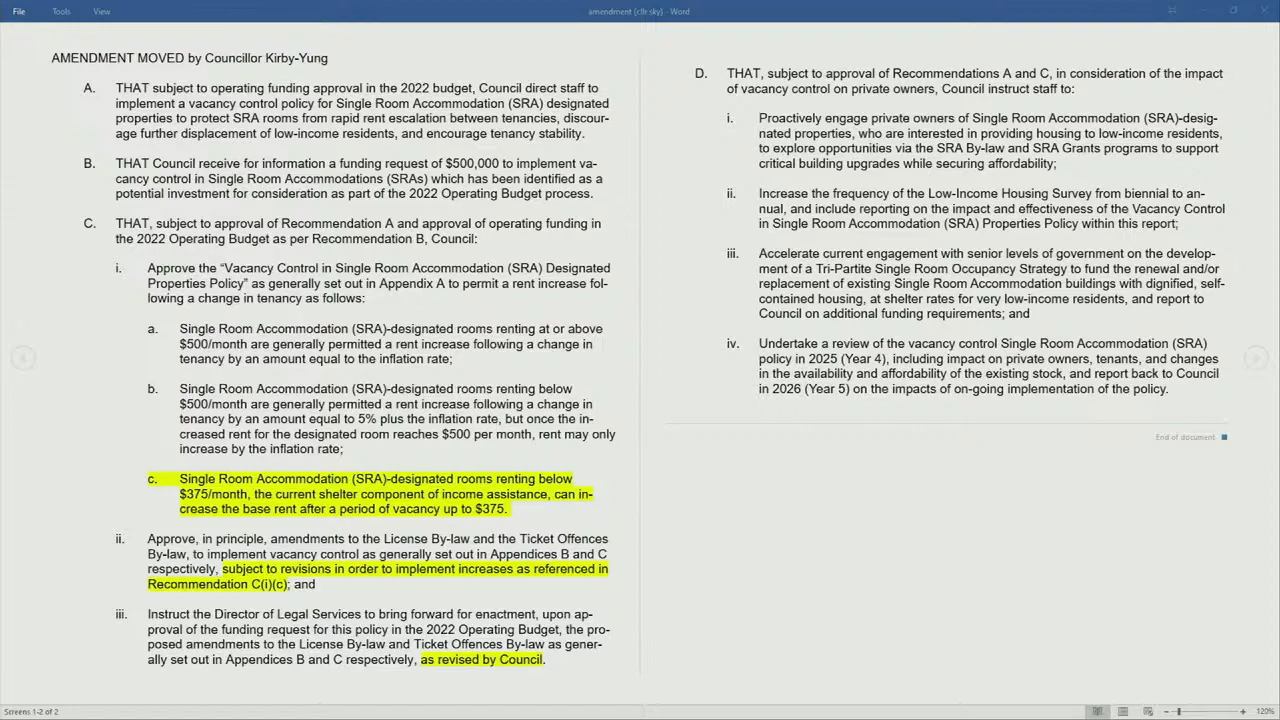 File Tools View amendment (cllr sky) - Word
AMENDMENT MOVED by Councillor Kirby-Yung
A. THAT subject to operating funding approval in the 2022 budget, Council direct staff to
implement a vacancy control policy for Single Room Accommodation (SRA) designated
properties to protect SRA rooms from rapid rent escalation between tenancies, discour-
age further displacement of low-income residents, and encourage tenancy stability.
B. THAT Council receive for information a funding request of $500,000 to implement va-
cancy control in Single Room Accommodations (SRAs) which has been identified as a
potential investment for consideration as part of the 2022 Operating Budget process.
C. THAT, subject to approval of Recommendation A and approval of operating funding in
the 2022 Operating Budget as per Recommendation B, Council:
i. Approve the “Vacancy Control in Single Room Accommodation (SRA) Designated
Properties Policy” as generally set out in Appendix A to permit a rent increase fol-
lowing a change in tenancy as follows:
a. Single Room Accommodation (SRA)-designated rooms renting at or above
$500/month are generally permitted a rent increase following a change in
tenancy by an amount equal to the inflation rate;
b. Single Room Accommodation (SRA)-designated rooms renting below
$500/month are generally permitted a rent increase following a change in
tenancy by an amount equal to 5% plus the inflation rate, but once the in-
creased rent for the designated room reaches $500 per month, rent may only
increase by the inflation rate;
c. Single Room Accommodation (SRA)-designated rooms renting below
$375/month, the current shelter component of income assistance, can in-
crease the base rent after a period of vacancy up to $375.
ii. Approve, in principle, amendments to the License By-law and the Ticket Offences
By-law, to implement vacancy control as generally set out in Appendices B and C
respectively, subject to revisions in order to implement increases as referenced in
Recommendation C(i)(c); and
iii. Instruct the Director of Legal Services to bring forward for enactment, upon ap-
proval of the funding request for this policy in the 2022 Operating Budget, the pro-
posed amendments to the License By-law and Ticket Offences By-law as gener-
ally set out in Appendices B and C respectively, as revised by Council.
D. THAT, subject to approval of Recommendations A and C, in consideration of the impact
of vacancy control on private owners, Council instruct staff to:
i. Proactively engage private owners of Single Room Accommodation (SRA)-desig-
nated properties, who are interested in providing housing to low-income residents,
to explore opportunities via the SRA By-law and SRA Grants programs to support
critical building upgrades while securing affordability;
ii. Increase the frequency of the Low-Income Housing Survey from biennial to an-
nual, and include reporting on the impact and effectiveness of the Vacancy Control
in Single Room Accommodation (SRA) Properties Policy within this report;
iii. Accelerate current engagement with senior levels of government on the develop-
ment of a Tri-Partite Single Room Occupancy Strategy to fund the renewal and/or
replacement of existing Single Room Accommodation buildings with dignified, self-
contained housing, at shelter rates for very low-income residents, and report to
Council on additional funding requirements; and
iv. Undertake a review of the vacancy control Single Room Accommodation (SRA)
policy in 2025 (Year 4), including impact on private owners, tenants, and changes
in the availability and affordability of the existing stock, and report back to Council
in 2026 (Year 5) on the impacts of on-going implementation of the policy.
End of document
Screens 1-2 of 2
120%